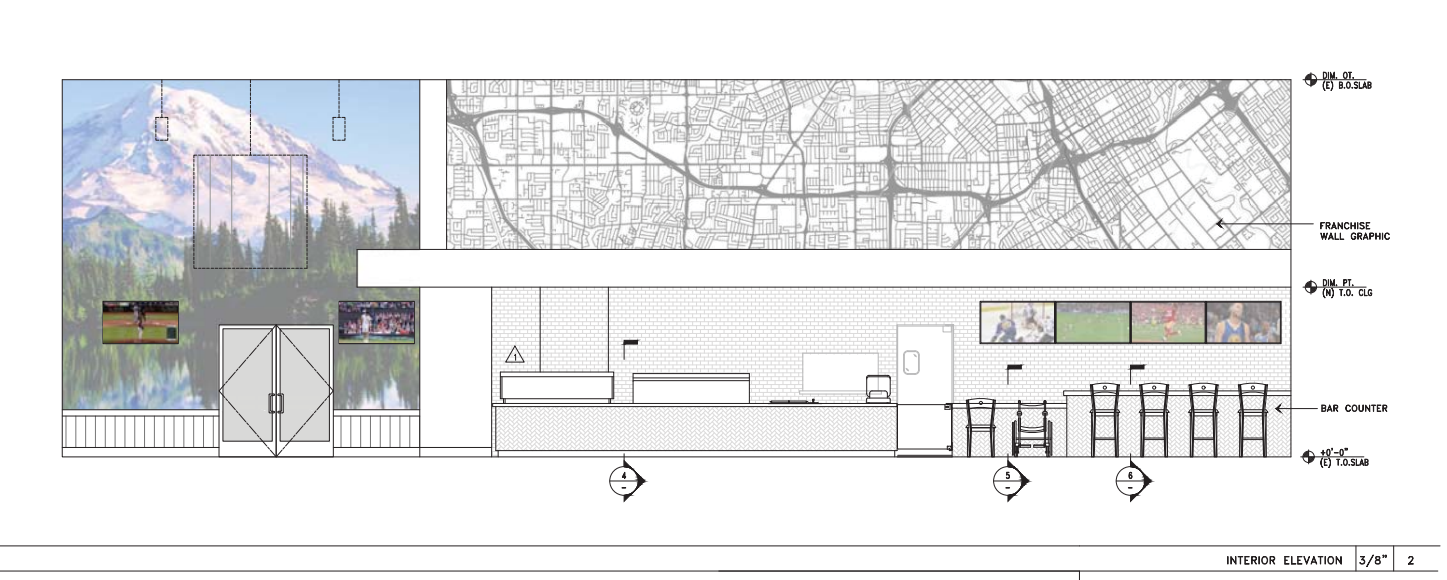 DIM. OT.
(E) B.O.SLAB
FRANCHISE
WALL GRAPHIC
DIM. PT.
(N) T.O. CLG
1
BAR COUNTER
+0'-0"
(E) T.O.SLAB
4
-
5
-
6
-
INTERIOR ELEVATION 3/8" 2